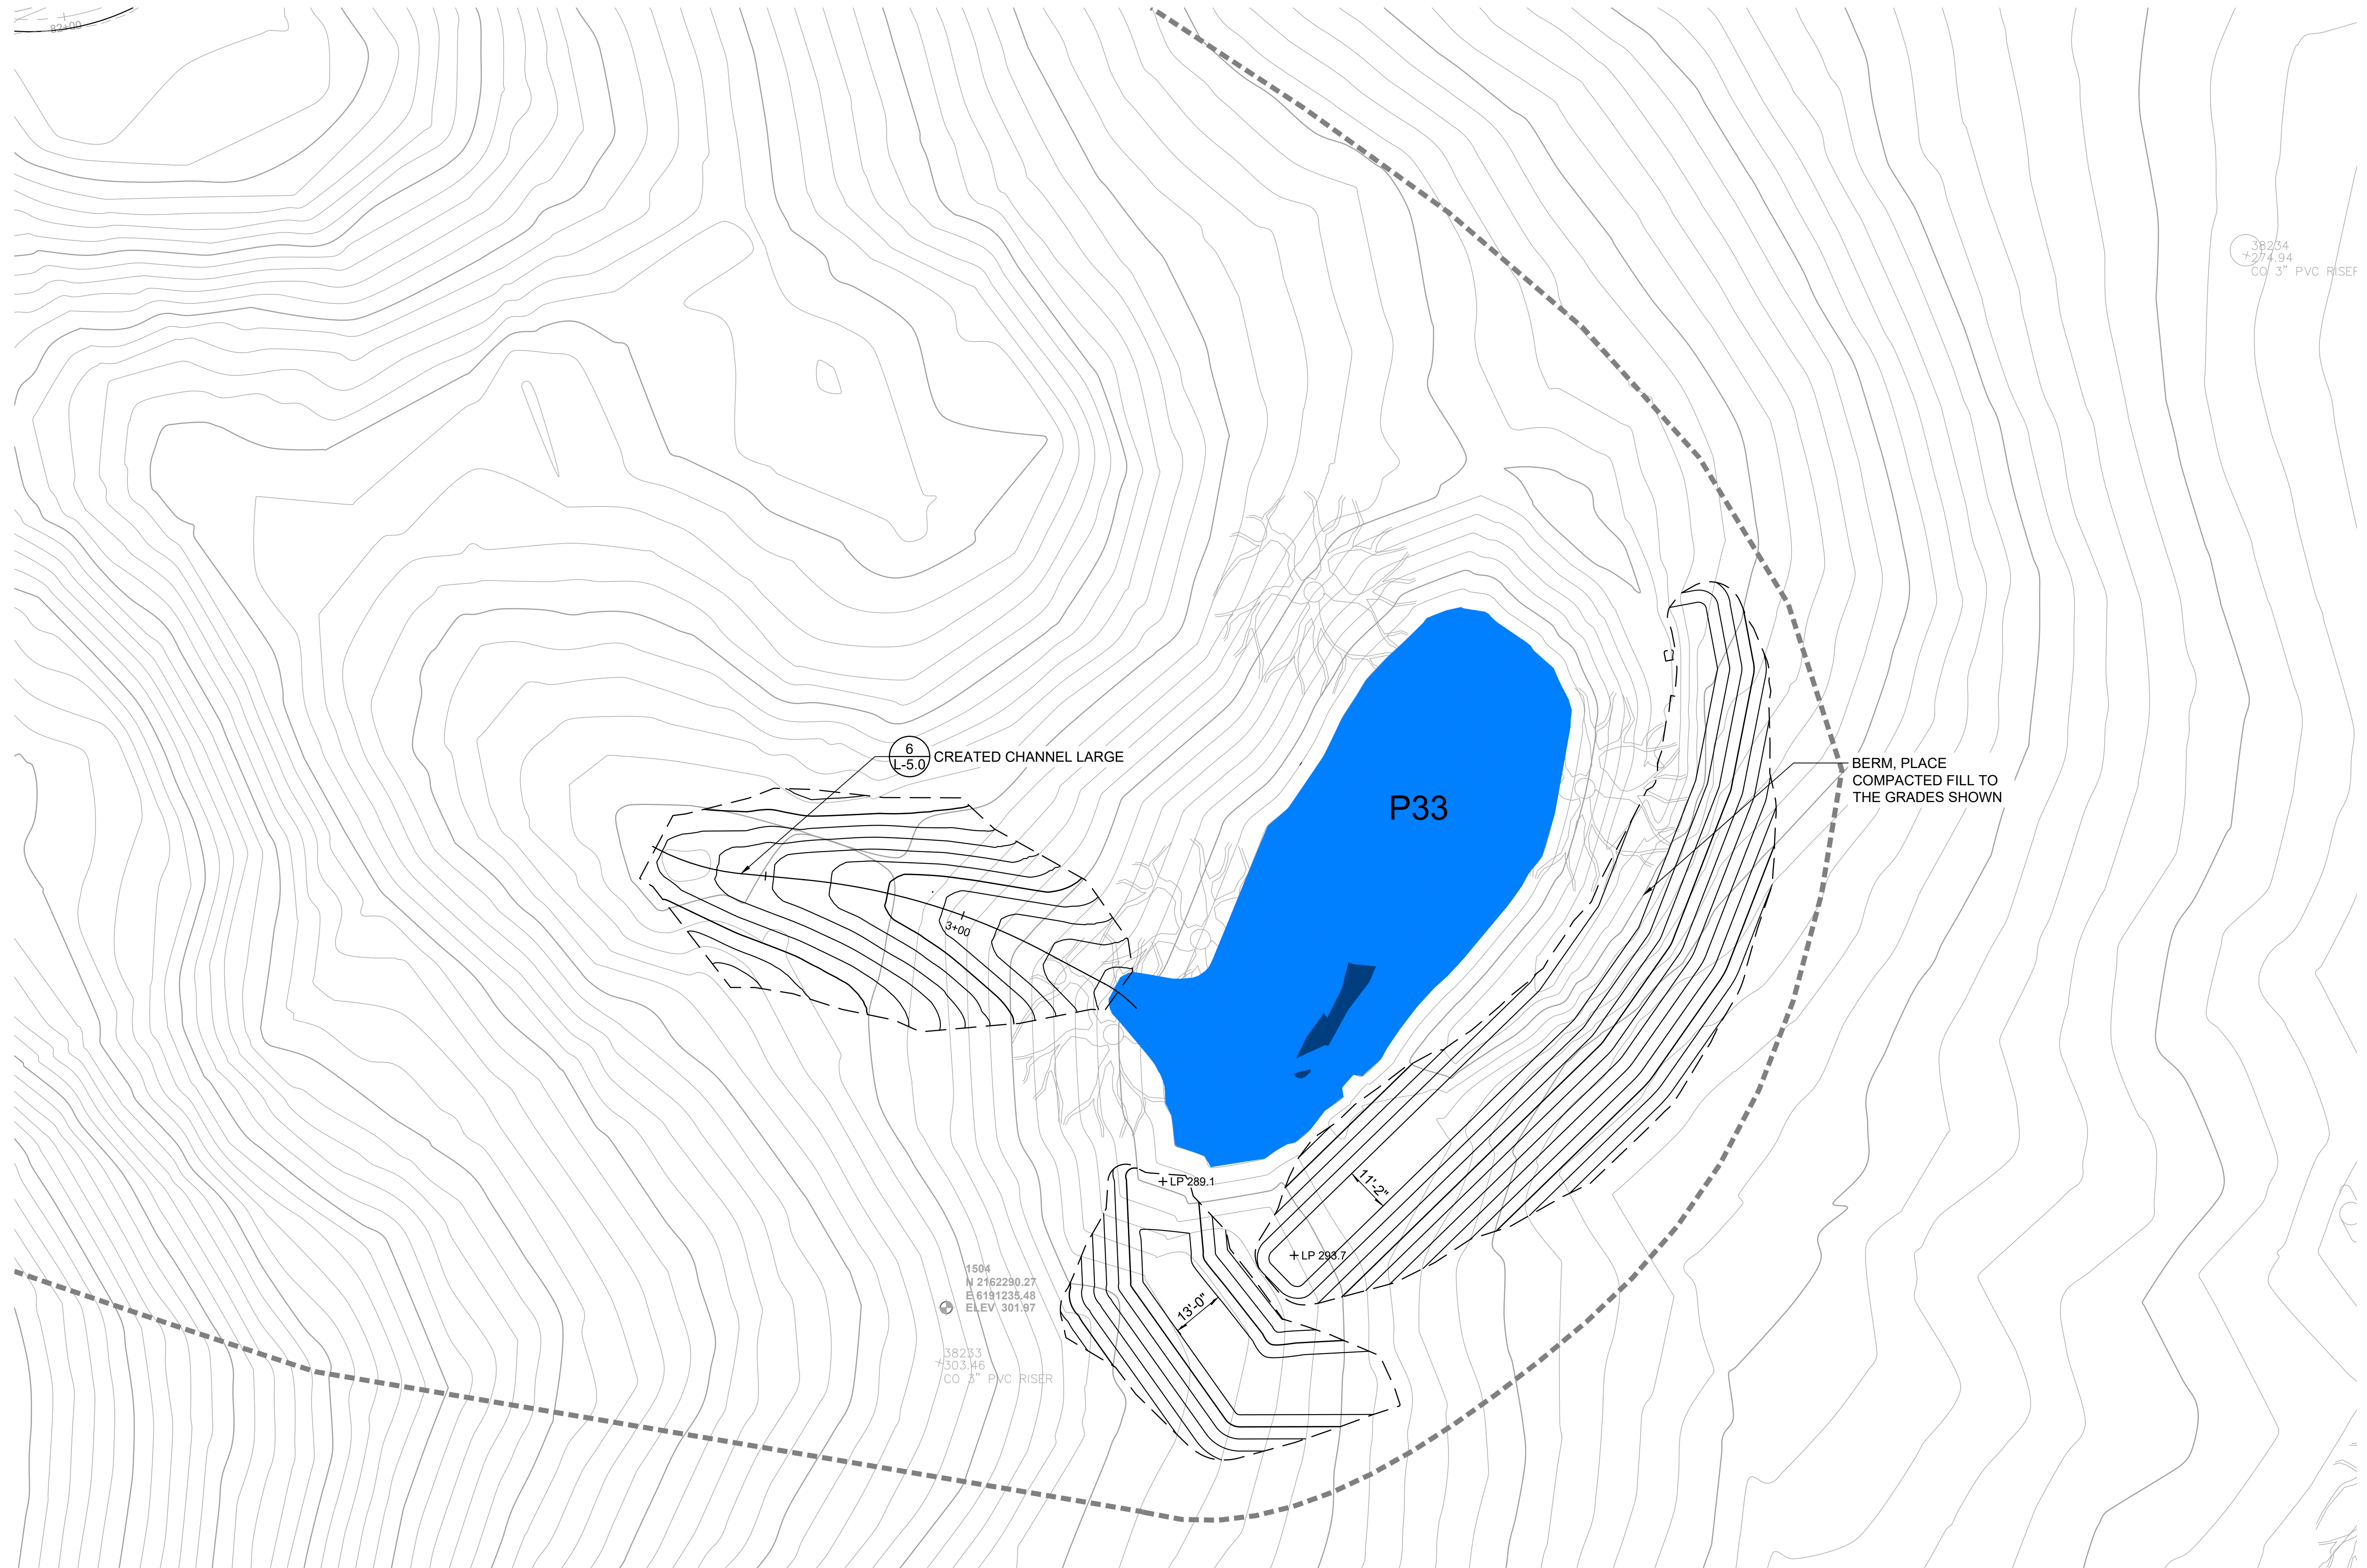 82+00
38234
274.94
CO 3" PVC RISER
6
L-5.0
CREATED CHANNEL LARGE
BERM, PLACE
COMPACTED FILL TO
THE GRADES SHOWN
P33
3+00
LP 289.1
11'-2"
LP 293.7
1504
N 2162290.27
E 6191235.48
ELEV 301.97
13'-0"
38233
303.46
CO 3" PVC RISER